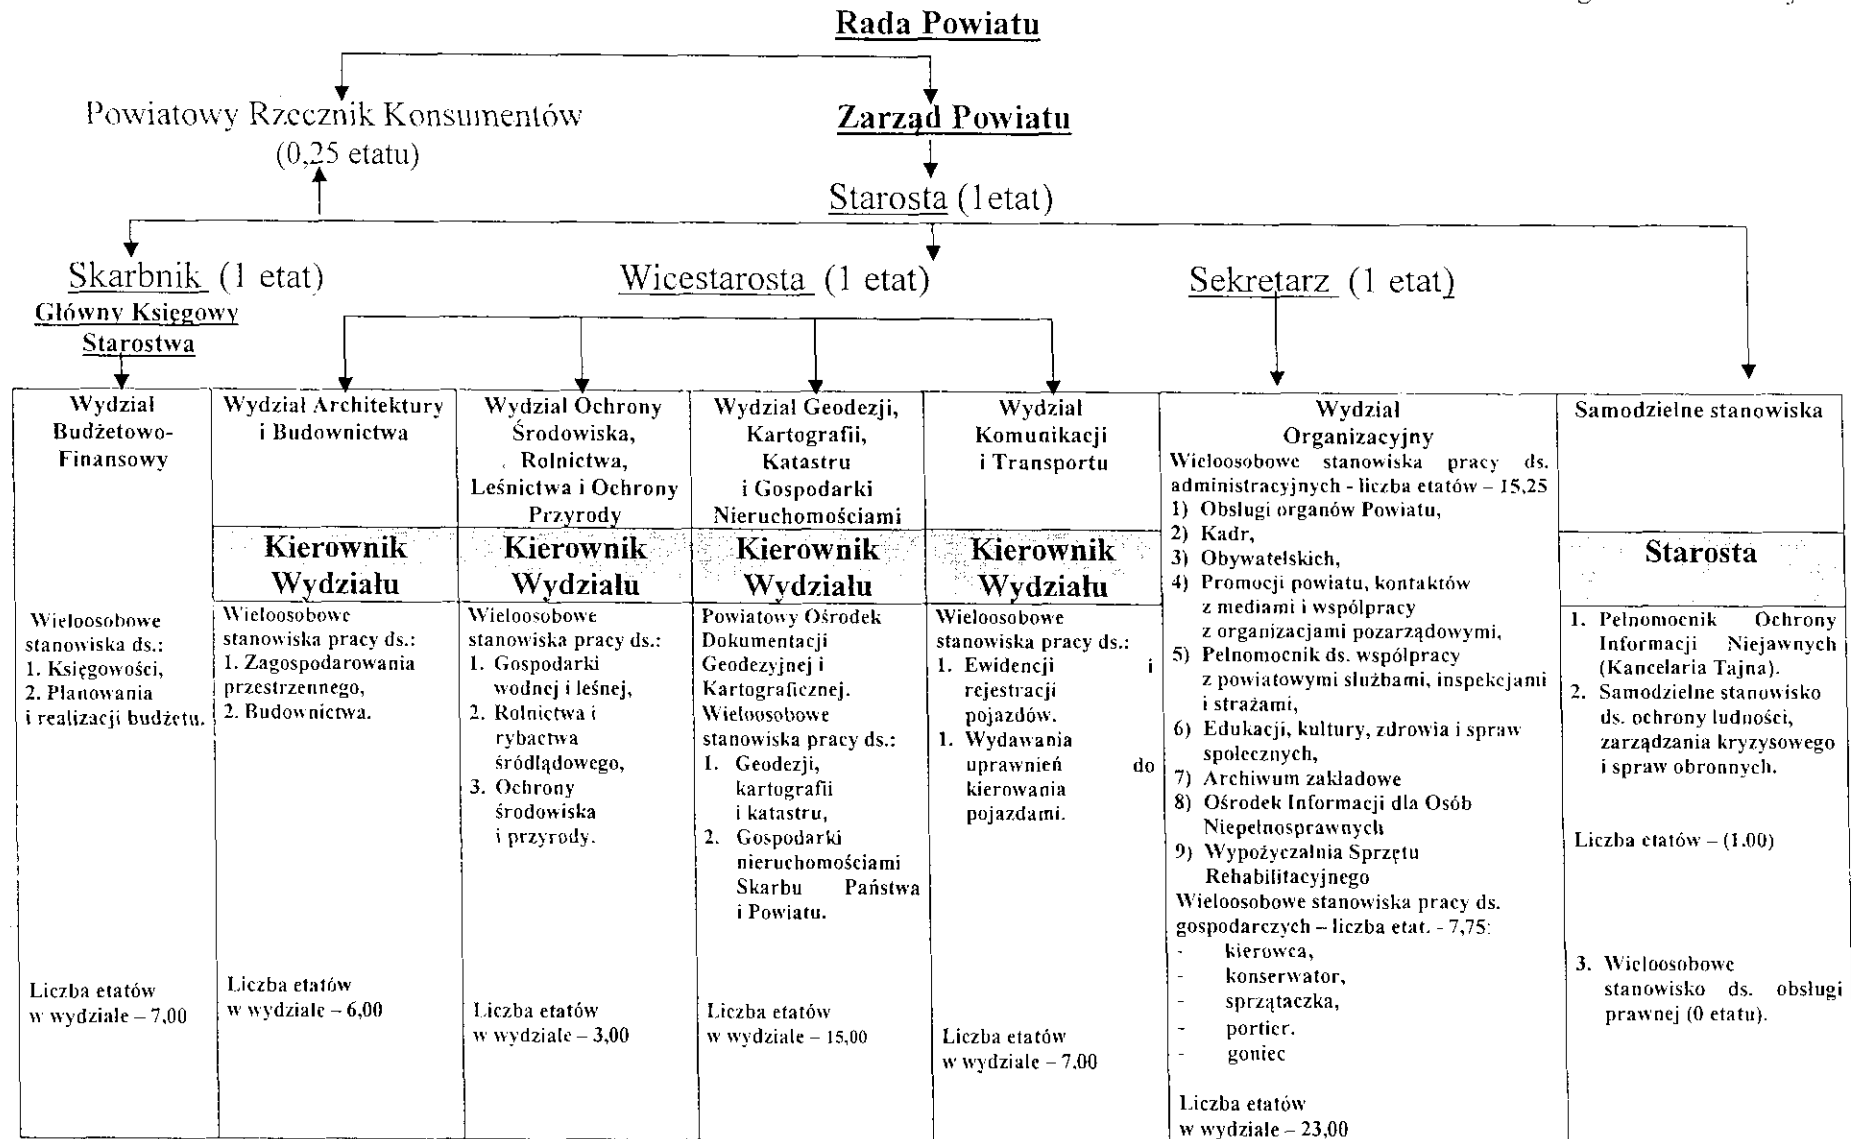 Rada Powiatu
Powiatowy Rzecznik Konsumentów
(0,25 etatu)
Zarząd Powiatu
Starosta (1etat)
Skarbnik (1 etat)
Główny Księgowy
Starostwa
Wicestarosta (1 etat)
Sekretarz (1 etat)
Wydział
Budżetowo-
Finansowy
Wieloosobowe
stanowiska ds.:
1. Księgowości,
2. Planowania
i realizacji budżetu.
Liczba etatów
w wydziale – 7,00
Wydział Architektury
i Budownictwa
Kierownik
Wydziału
Wieloosobowe
stanowiska pracy ds.:
1. Zagospodarowania
przestrzennego,
2. Budownictwa.
Liczba etatów
w wydziale – 6,00
Wydział Ochrony
Środowiska,
Rolnictwa,
Leśnictwa i Ochrony
Przyrody
Kierownik
Wydziału
Wieloosobowe
stanowiska pracy ds.:
1. Gospodarki
wodnej i leśnej,
2. Rolnictwa i
rybactwa
śródlądowego,
3. Ochrony
środowiska
i przyrody.
Liczba etatów
w wydziale – 3,00
Wydział Geodezji,
Kartografii,
Katastru
i Gospodarki
Nieruchomościami
Kierownik
Wydziału
Powiatowy Ośrodek
Dokumentacji
Geodezyjnej i
Kartograficznej.
Wieloosobowe
stanowiska pracy ds.:
1. Geodezji,
kartografii
i katastru,
2. Gospodarki
nieruchomościami
Skarbu Państwa
i Powiatu.
Liczba etatów
w wydziale – 15,00
Wydział
Komunikacji
i Transportu
Kierownik
Wydziału
Wieloosobowe
stanowiska pracy ds.:
1. Ewidencji i
rejestracji
pojazdów.
1. Wydawania
uprawnień do
kierowania
pojazdami.
Liczba etatów
w wydziale – 7.00
Wydział
Organizacyjny
Wieloosobowe stanowiska pracy ds.
administracyjnych - liczba etatów – 15,25
1) Obsługi organów Powiatu,
2) Kadr,
3) Obywatelskich,
4) Promocji powiatu, kontaktów
z mediami i współpracy
z organizacjami pozarządowymi,
5) Pełnomocnik ds. współpracy
z powiatowymi służbami, inspekcjami
i strażami,
6) Edukacji, kultury, zdrowia i spraw
społecznych,
7) Archiwum zakładowe
8) Ośrodek Informacji dla Osób
Niepełnosprawnych
9) Wypożyczalnia Sprzętu
Rehabilitacyjnego
Wieloosobowe stanowiska pracy ds.
gospodarczych – liczba etat. - 7,75:
- kierowca,
- konserwator,
- sprzątaczka,
- portier.
- goniec
Liczba etatów
w wydziale – 23,00
Samodzielne stanowiska
Starosta
1. Pełnomocnik Ochrony
Informacji Niejawnych
(Kancelaria Tajna).
2. Samodzielne stanowisko
ds. ochrony ludności,
zarządzania kryzysowego
i spraw obronnych.
Liczba etatów – (1.00)
3. Wieloosobowe
stanowisko ds. obsługi
prawnej (0 etatu).